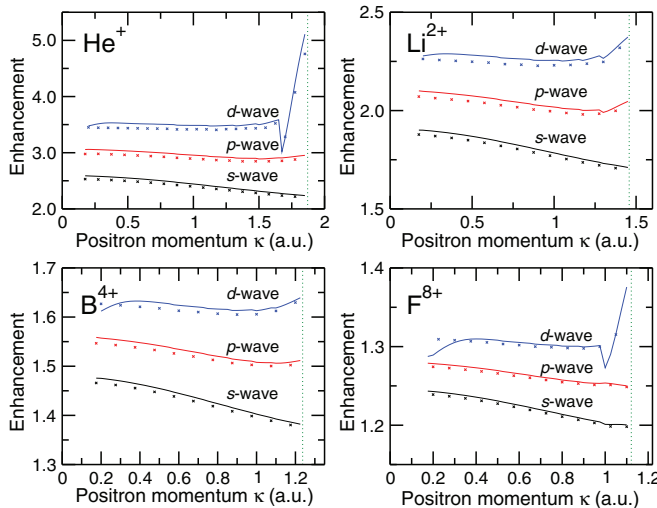 5.0
4.0
3.0
2.0
Enhancement
He+
d-wave
p-wave
s-wave
0 0.5 1 1.5 2
Positron momentum κ (a.u.)
2.5
2.0
1.5
Enhancement
Li2+
d-wave
p-wave
s-wave
0 0.5 1 1.5
Positron momentum κ (a.u.)
1.7
1.6
1.5
1.4
1.3
Enhancement
B4+
d-wave
p-wave
s-wave
0 0.2 0.4 0.6 0.8 1 1.2
Positron momentum κ (a.u.)
1.4
1.3
1.2
Enhancement
F8+
d-wave
p-wave
s-wave
0 0.2 0.4 0.6 0.8 1 1.2
Positron momentum κ (a.u.)